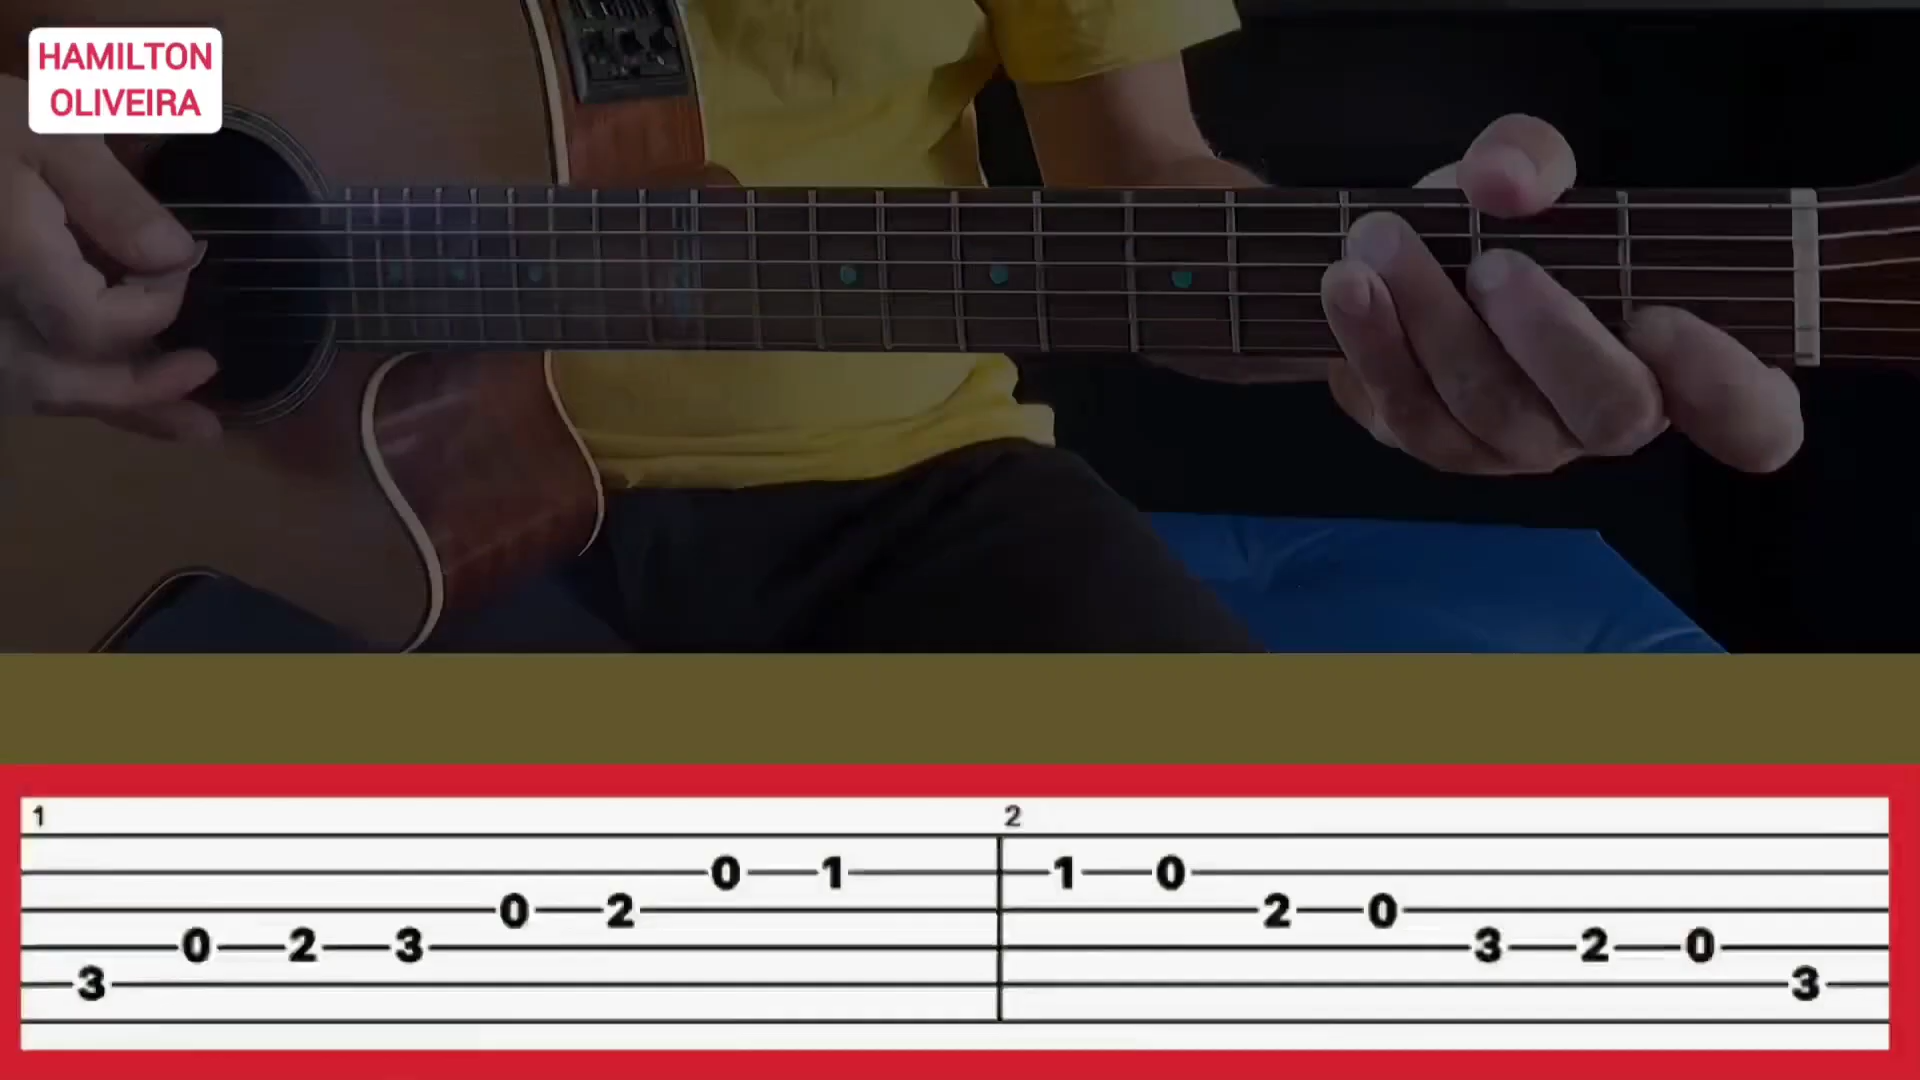 HAMILTON
OLIVEIRA
1 2
0 1 1 0
0 2 2 0
0 2 3 3 2 0
3 3